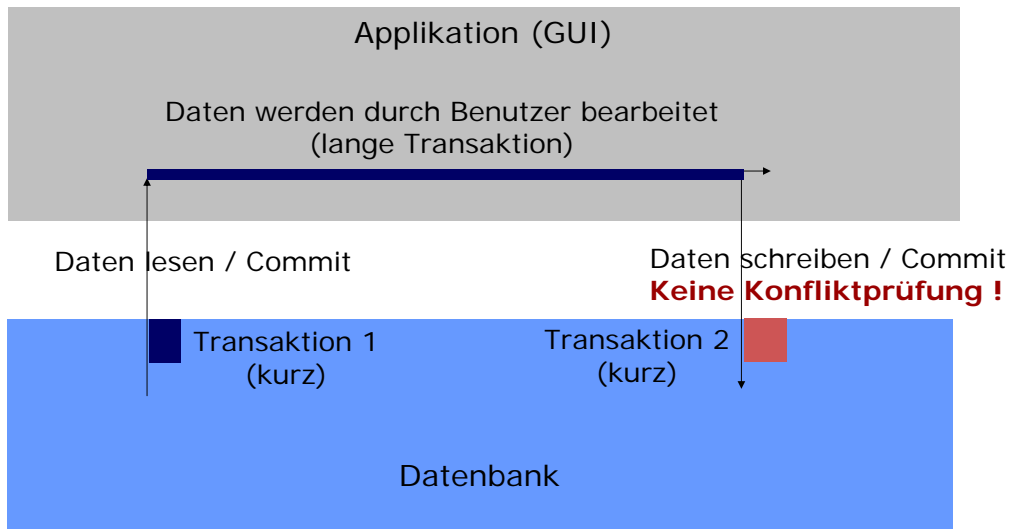 Applikation (GUI)
Daten werden durch Benutzer bearbeitet
(lange Transaktion)
Daten lesen / Commit
Daten schreiben / Commit
Keine Konfliktprüfung !
Transaktion 1
(kurz)
Transaktion 2
(kurz)
Datenbank